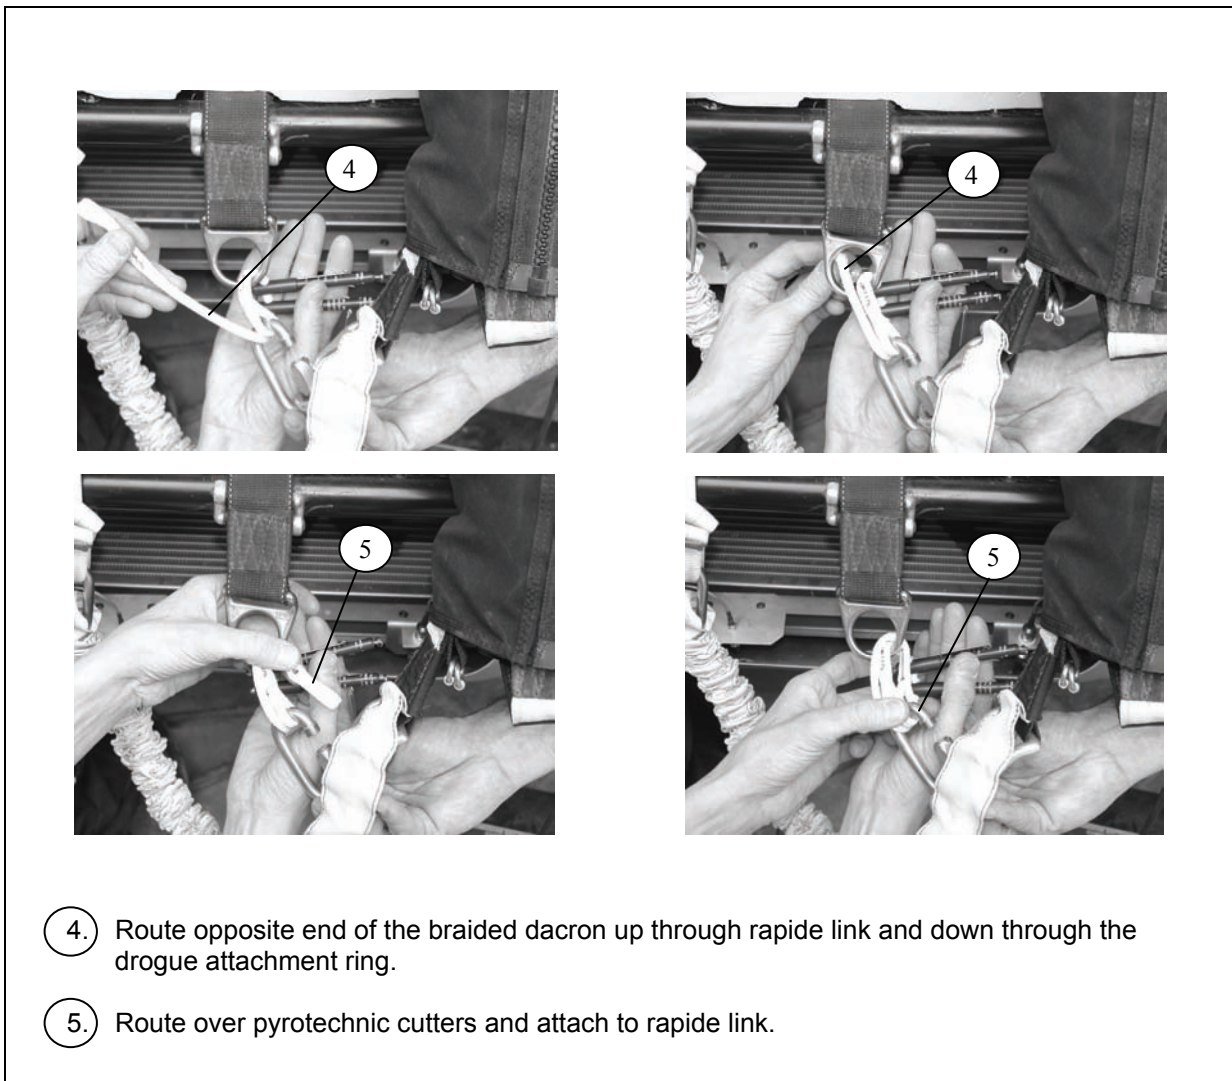 4
4
5
5
4. Route opposite end of the braided dacron up through rapide link and down through the
drogue attachment ring.
5. Route over pyrotechnic cutters and attach to rapide link.